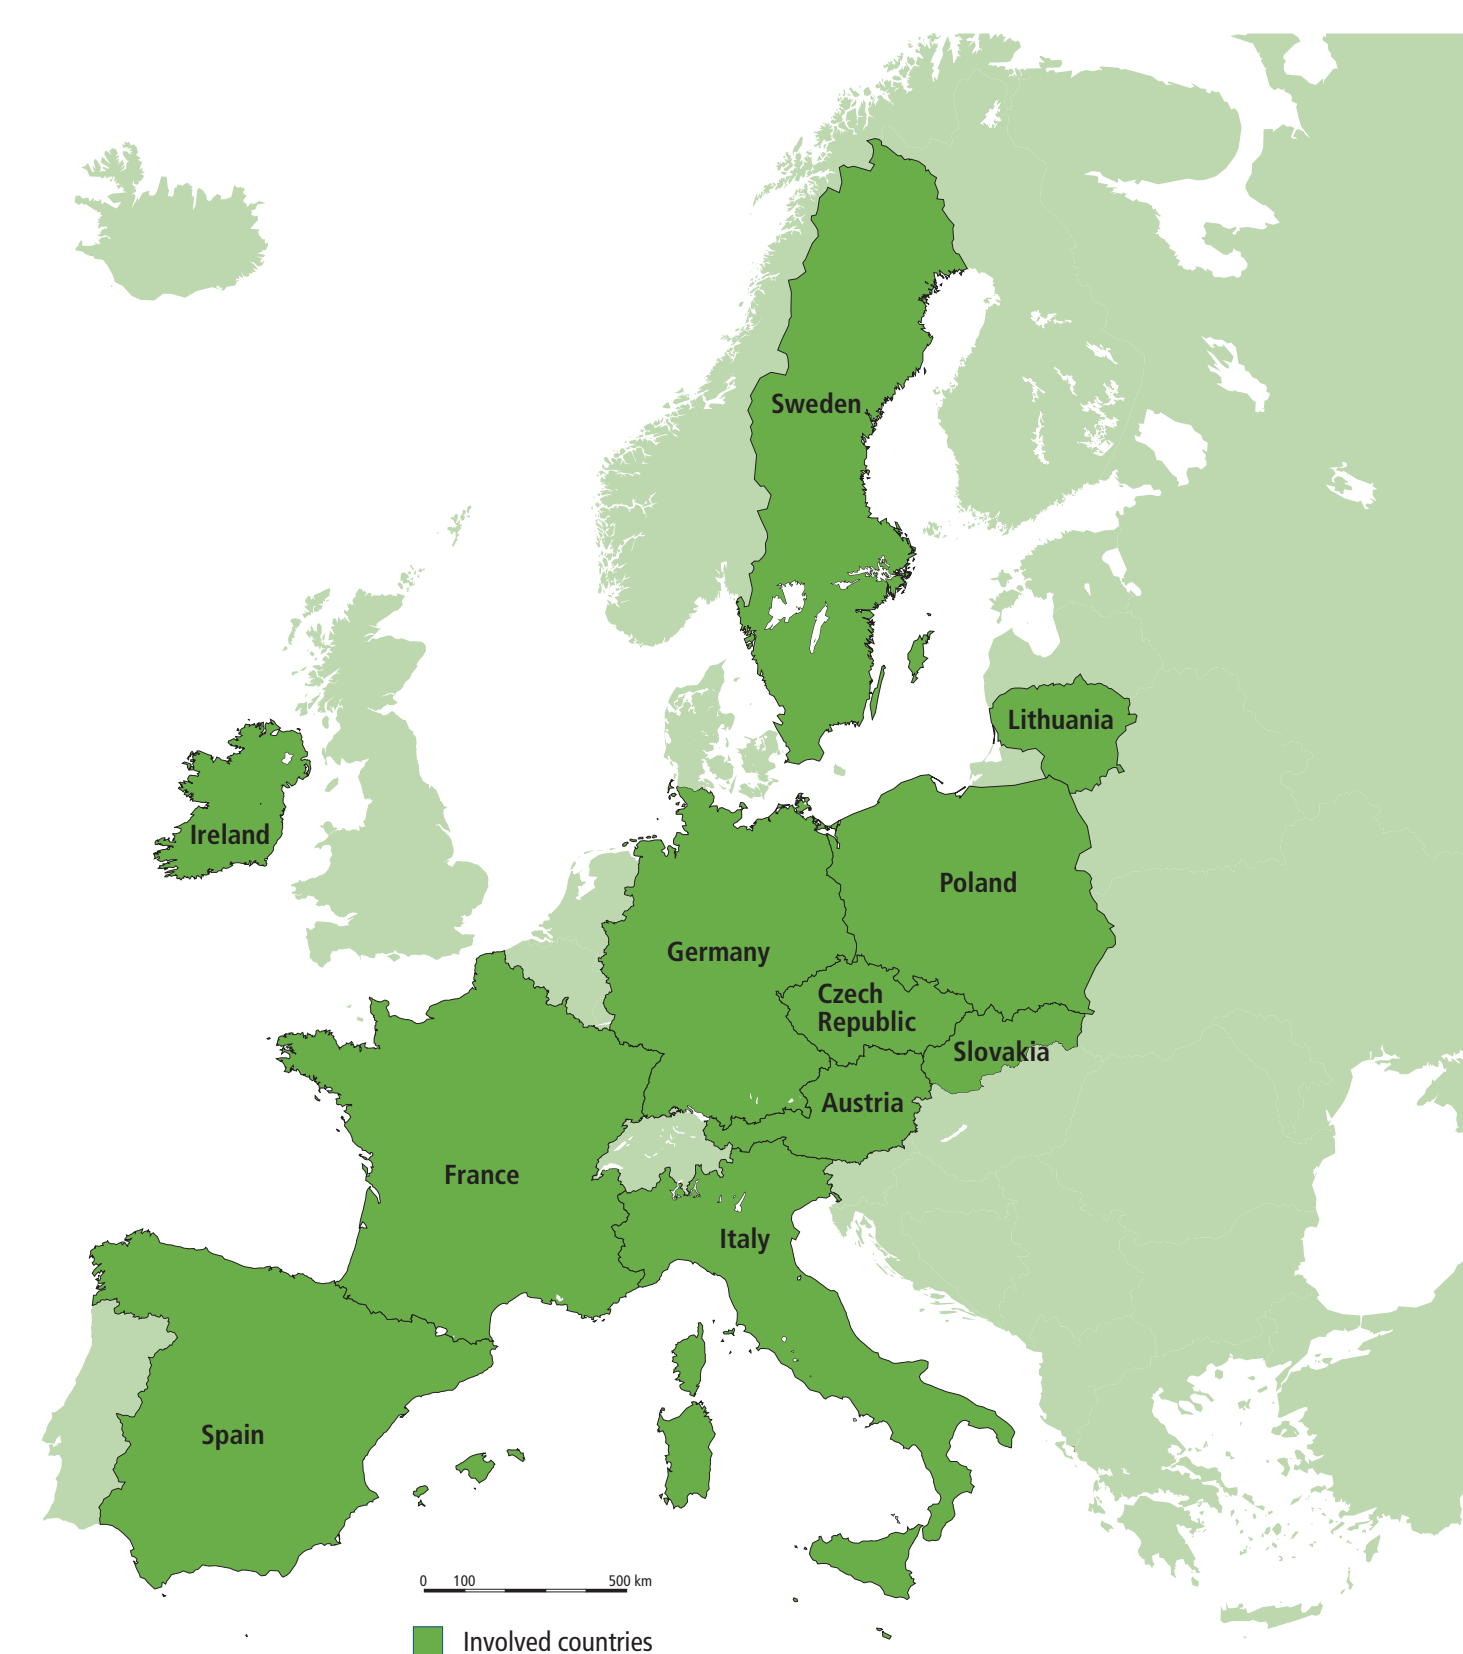 Sweden
Lithuania
Ireland
Poland
Germany
Czech
Republic
Slovakia
Austria
France
Italy
Spain
0 100 500 km
Involved countries